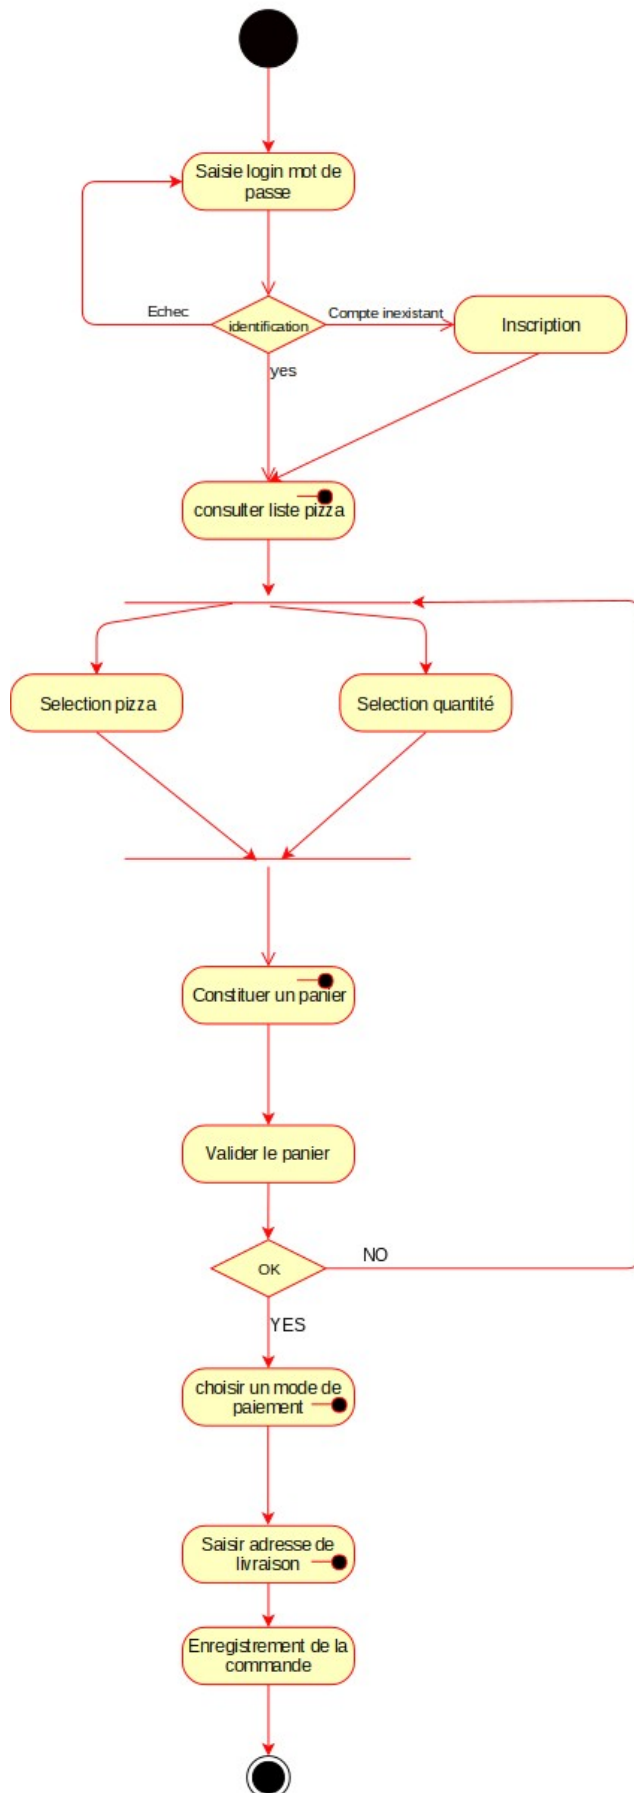 Saisie login mot de
passe
Echec
identification
Compte inexistant
Inscription
yes
consulter liste pizza
Selection pizza
Selection quantité
Constituer un panier
Valider le panier
OK
NO
YES
choisir un mode de
paiement
Saisir adresse de
livraison
Enregistrement de la
commande